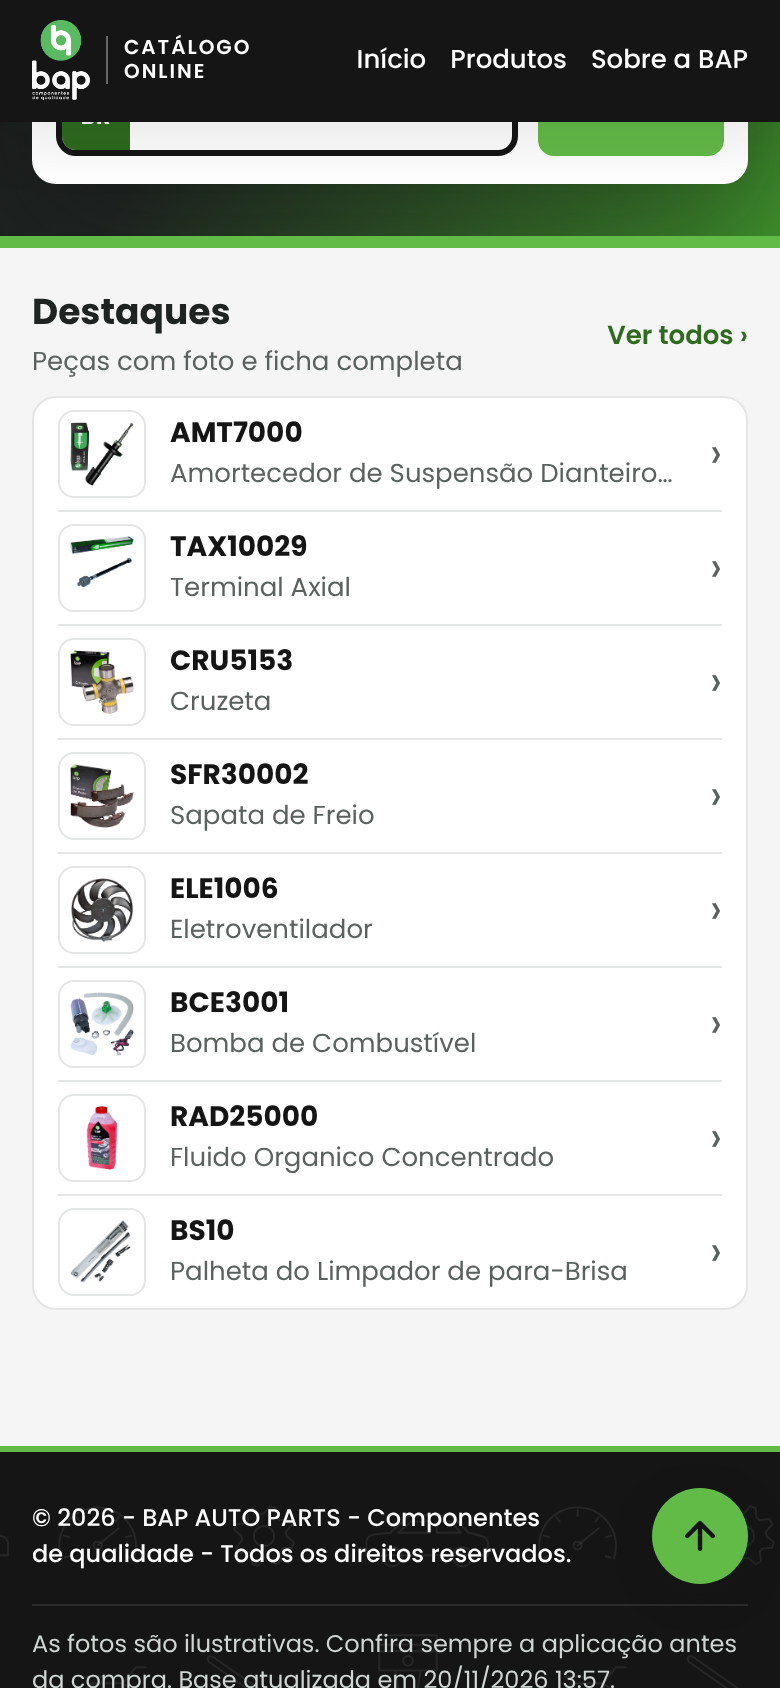 bap
componentes
de qualidade
CATÁLOGO
ONLINE
Início Produtos Sobre a BAP
Destaques
Peças com foto e ficha completa
Ver todos ›
AMT7000
Amortecedor de Suspensão Dianteiro...
TAX10029
Terminal Axial
CRU5153
Cruzeta
SFR30002
Sapata de Freio
ELE1006
Eletroventilador
BCE3001
Bomba de Combustível
RAD25000
Fluido Organico Concentrado
BS10
Palheta do Limpador de para-Brisa
© 2026 - BAP AUTO PARTS - Componentes
de qualidade - Todos os direitos reservados.
As fotos são ilustrativas. Confira sempre a aplicação antes
da compra. Base atualizada em 20/11/2026 13:57.